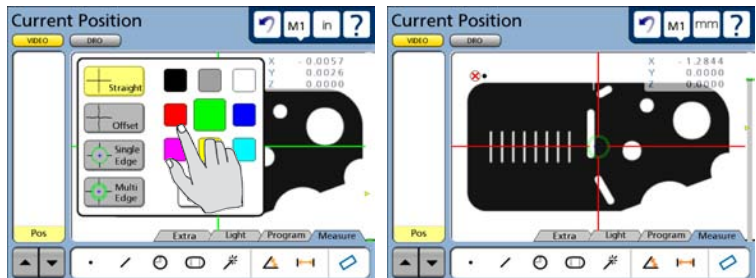 Current Position
M1 in ?
VIDEO DRO
X - 0.0057
Y 0.0026
Z 0.0000
Straight
Offset
Single
Edge
Multi
Edge
Pos
Extra Light Program Measure
Current Position
M1 mm ?
VIDEO DRO
X - 1.2844
Y 0.0000
Z 0.0000
Pos
Extra Light Program Measure